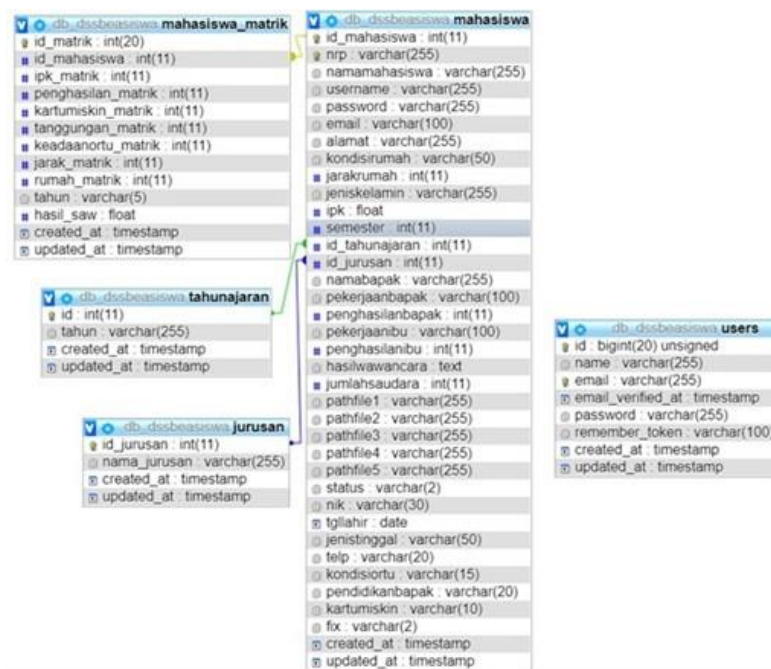 db_dssbeasiswa mahasiswa_matrik
id_matrik : int(20)
id_mahasiswa : int(11)
ipk_matrik : int(11)
penghasilan_matrik : int(11)
kartumiskin_matrik : int(11)
tanggungan_matrik : int(11)
keadaanortu_matrik : int(11)
jarak_matrik : int(11)
rumah_matrik : int(11)
tahun : varchar(5)
hasil_saw : float
created_at : timestamp
updated_at : timestamp
db_dssbeasiswa tahunajaran
id : int(11)
tahun : varchar(255)
created_at : timestamp
updated_at : timestamp
db_dssbeasiswa jurusan
id_jurusan : int(11)
nama_jurusan : varchar(255)
created_at : timestamp
updated_at : timestamp
db_dssbeasiswa mahasiswa
id_mahasiswa : int(11)
nrp : varchar(255)
namamahasiswa : varchar(255)
username : varchar(255)
password : varchar(255)
email : varchar(100)
alamat : varchar(255)
kondisirumah : varchar(50)
jarakrumah : int(11)
jeniskelamin : varchar(255)
ipk : float
semester : int(11)
id_tahunajaran : int(11)
id_jurusan : int(11)
namabapak : varchar(255)
pekerjaanbapak : varchar(100)
penghasilanbapak : int(11)
pekerjaanibu : varchar(100)
penghasilanibu : int(11)
hasilwawancara : text
jumlahsaudara : int(11)
pathfile1 : varchar(255)
pathfile2 : varchar(255)
pathfile3 : varchar(255)
pathfile4 : varchar(255)
pathfile5 : varchar(255)
status : varchar(2)
nik : varchar(30)
tgllahir : date
jenistinggal : varchar(50)
telp : varchar(20)
kondisiortu : varchar(15)
pendidikanbapak : varchar(20)
kartumiskin : varchar(10)
fix : varchar(2)
created_at : timestamp
updated_at : timestamp
db_dssbeasiswa users
id : bigint(20) unsigned
name : varchar(255)
email : varchar(255)
email_verified_at : timestamp
password : varchar(255)
remember_token : varchar(100)
created_at : timestamp
updated_at : timestamp